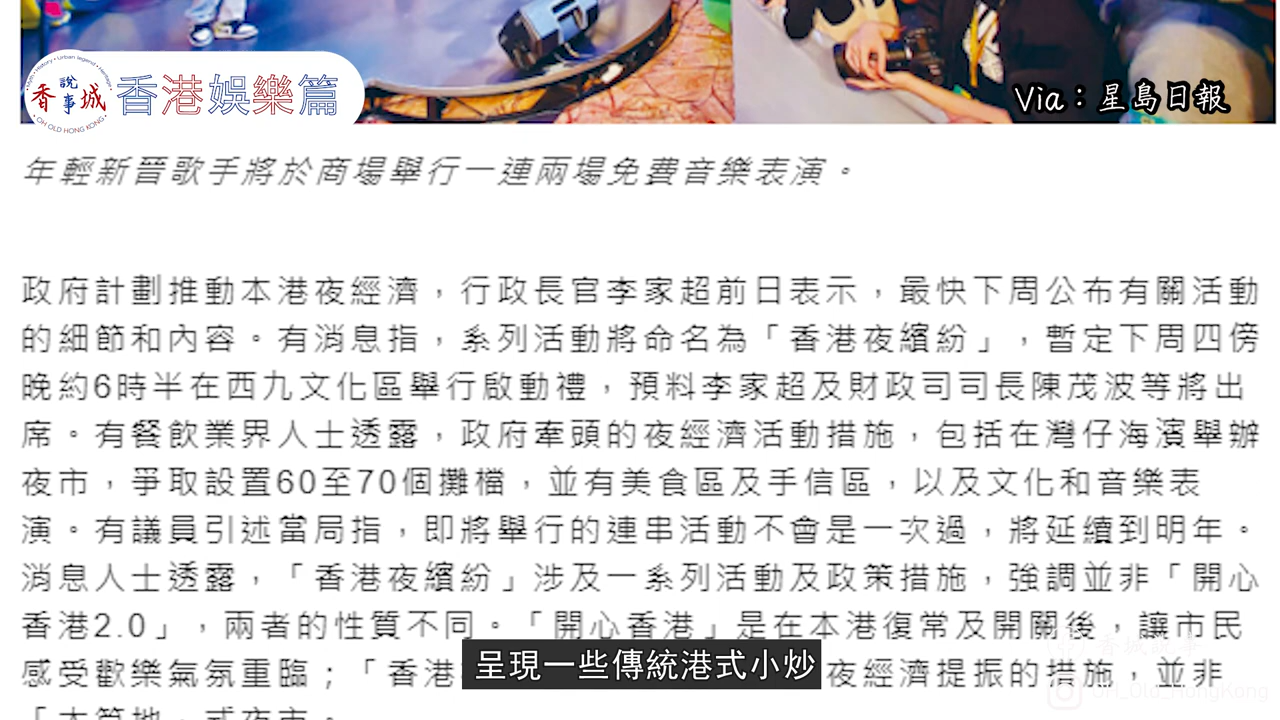 香港娛樂篇
說
香 城
事
OH OLD HONG KONG
Via：星島日報
年輕新晉歌手將於商場舉行一連兩場免費音樂表演。
政府計劃推動本港夜經濟，行政長官李家超前日表示，最快下周公布有關活動
的細節和內容。有消息指，系列活動將命名為「香港夜繽紛」，暫定下周四傍
晚約6時半在西九文化區舉行啟動禮，預料李家超及財政司司長陳茂波等將出
席。有餐飲業界人士透露，政府牽頭的夜經濟活動措施，包括在灣仔海濱舉辦
夜市，爭取設置60至70個攤檔，並有美食區及手信區，以及文化和音樂表
演。有議員引述當局指，即將舉行的連串活動不會是一次過，將延續到明年。
消息人士透露，「香港夜繽紛」涉及一系列活動及政策措施，強調並非「開心
香港2.0」，兩者的性質不同。「開心香港」是在本港復常及開關後，讓市民
感受歡樂氣氛重臨；「香港 夜經濟提振的措施，並非
呈現一些傳統港式小炒
香城說事
OH_Old_HongKong
「大笪地」式夜市。